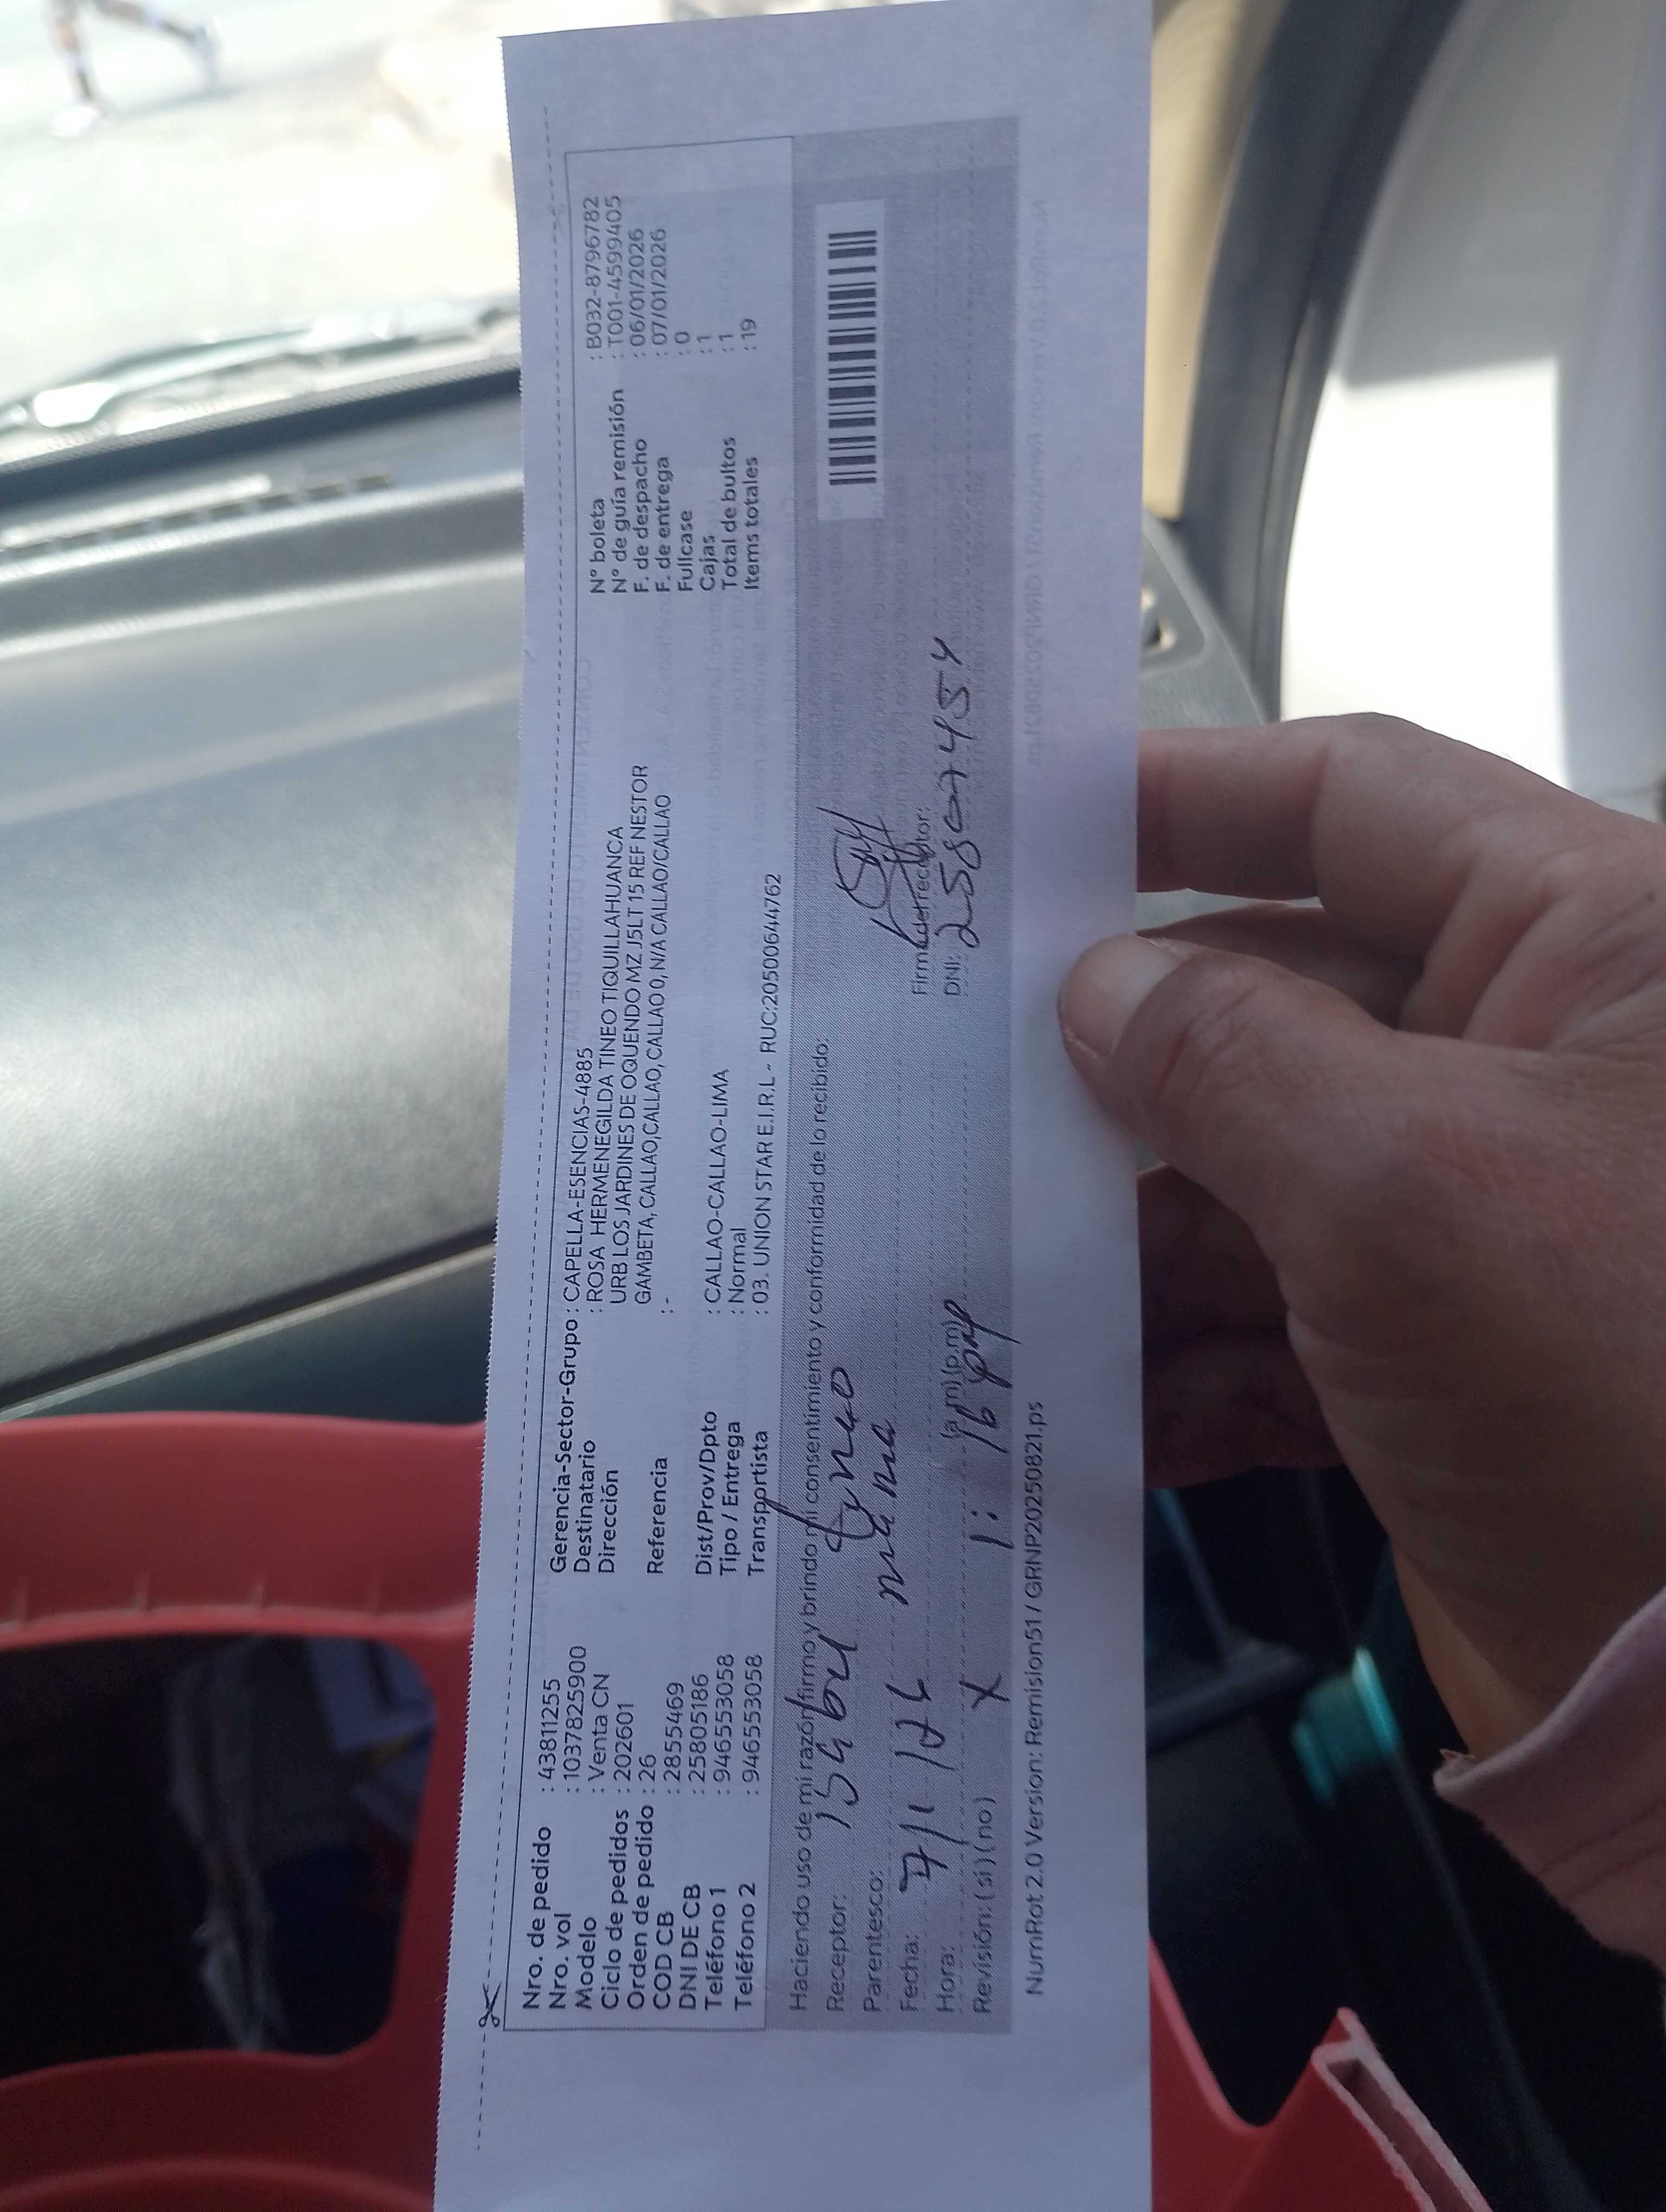 Nro. de pedido : 43811255
Nro. vol : 1037825900
Modelo : Venta CN
Ciclo de pedidos : 202601
Orden de pedido : 26
COD CB : 2855469
DNI DE CB : 25805186
Teléfono 1 : 946553058
Teléfono 2 : 946553058
Gerencia-Sector-Grupo : CAPELLA-ESENCIAS-4885
Destinatario : ROSA HERMENEGILDA TINEO TIQUILLAHUANCA
Dirección URB LOS JARDINES DE OQUENDO MZ J5LT 15 REF NESTOR
GAMBETA, CALLAO,CALLAO, CALLAO 0, N/A CALLAO/CALLAO
Referencia : -
Dist/Prov/Dpto : CALLAO-CALLAO-LIMA
Tipo / Entrega : Normal
Transportista : 03. UNION STAR E.I.R.L - RUC:20500644762
N° boleta : B032-8796782
N° de guía remisión : T001-4599405
F. de despacho : 06/01/2026
F. de entrega : 07/01/2026
Fullcase : 0
Cajas : 1
Total de bultos : 1
Items totales : 19
Haciendo uso de mi razón firmo y brindo mi consentimiento y conformidad de lo recibido:
Receptor:
Parentesco: mama
Fecha: 7/1/26
Hora: 1:16 pm (a.m) (p.m)
Revisión: (si) (no) X
Firma del receptor:
DNI: 25807454
NumRot 2.0 Version: Remision51 / GRNP20250821.ps